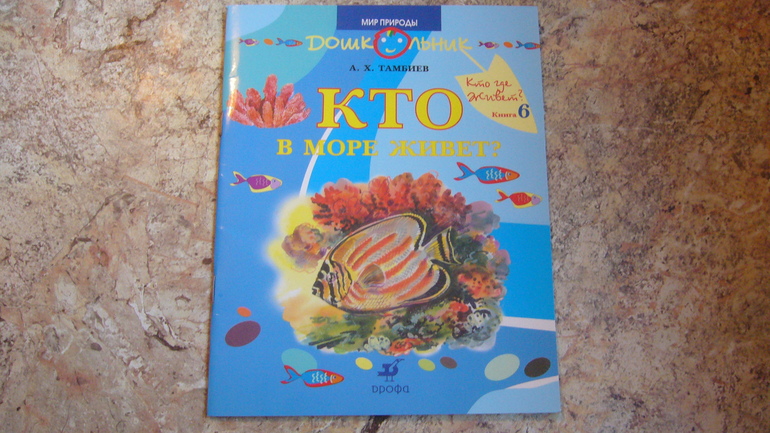 МИР ПРИРОДЫ
ДОШКОЛЬНИК
А. Х. ТАМБИЕВ
Кто где
живет?
Книга 6
КТО
В МОРЕ ЖИВЕТ?
ДРОФА